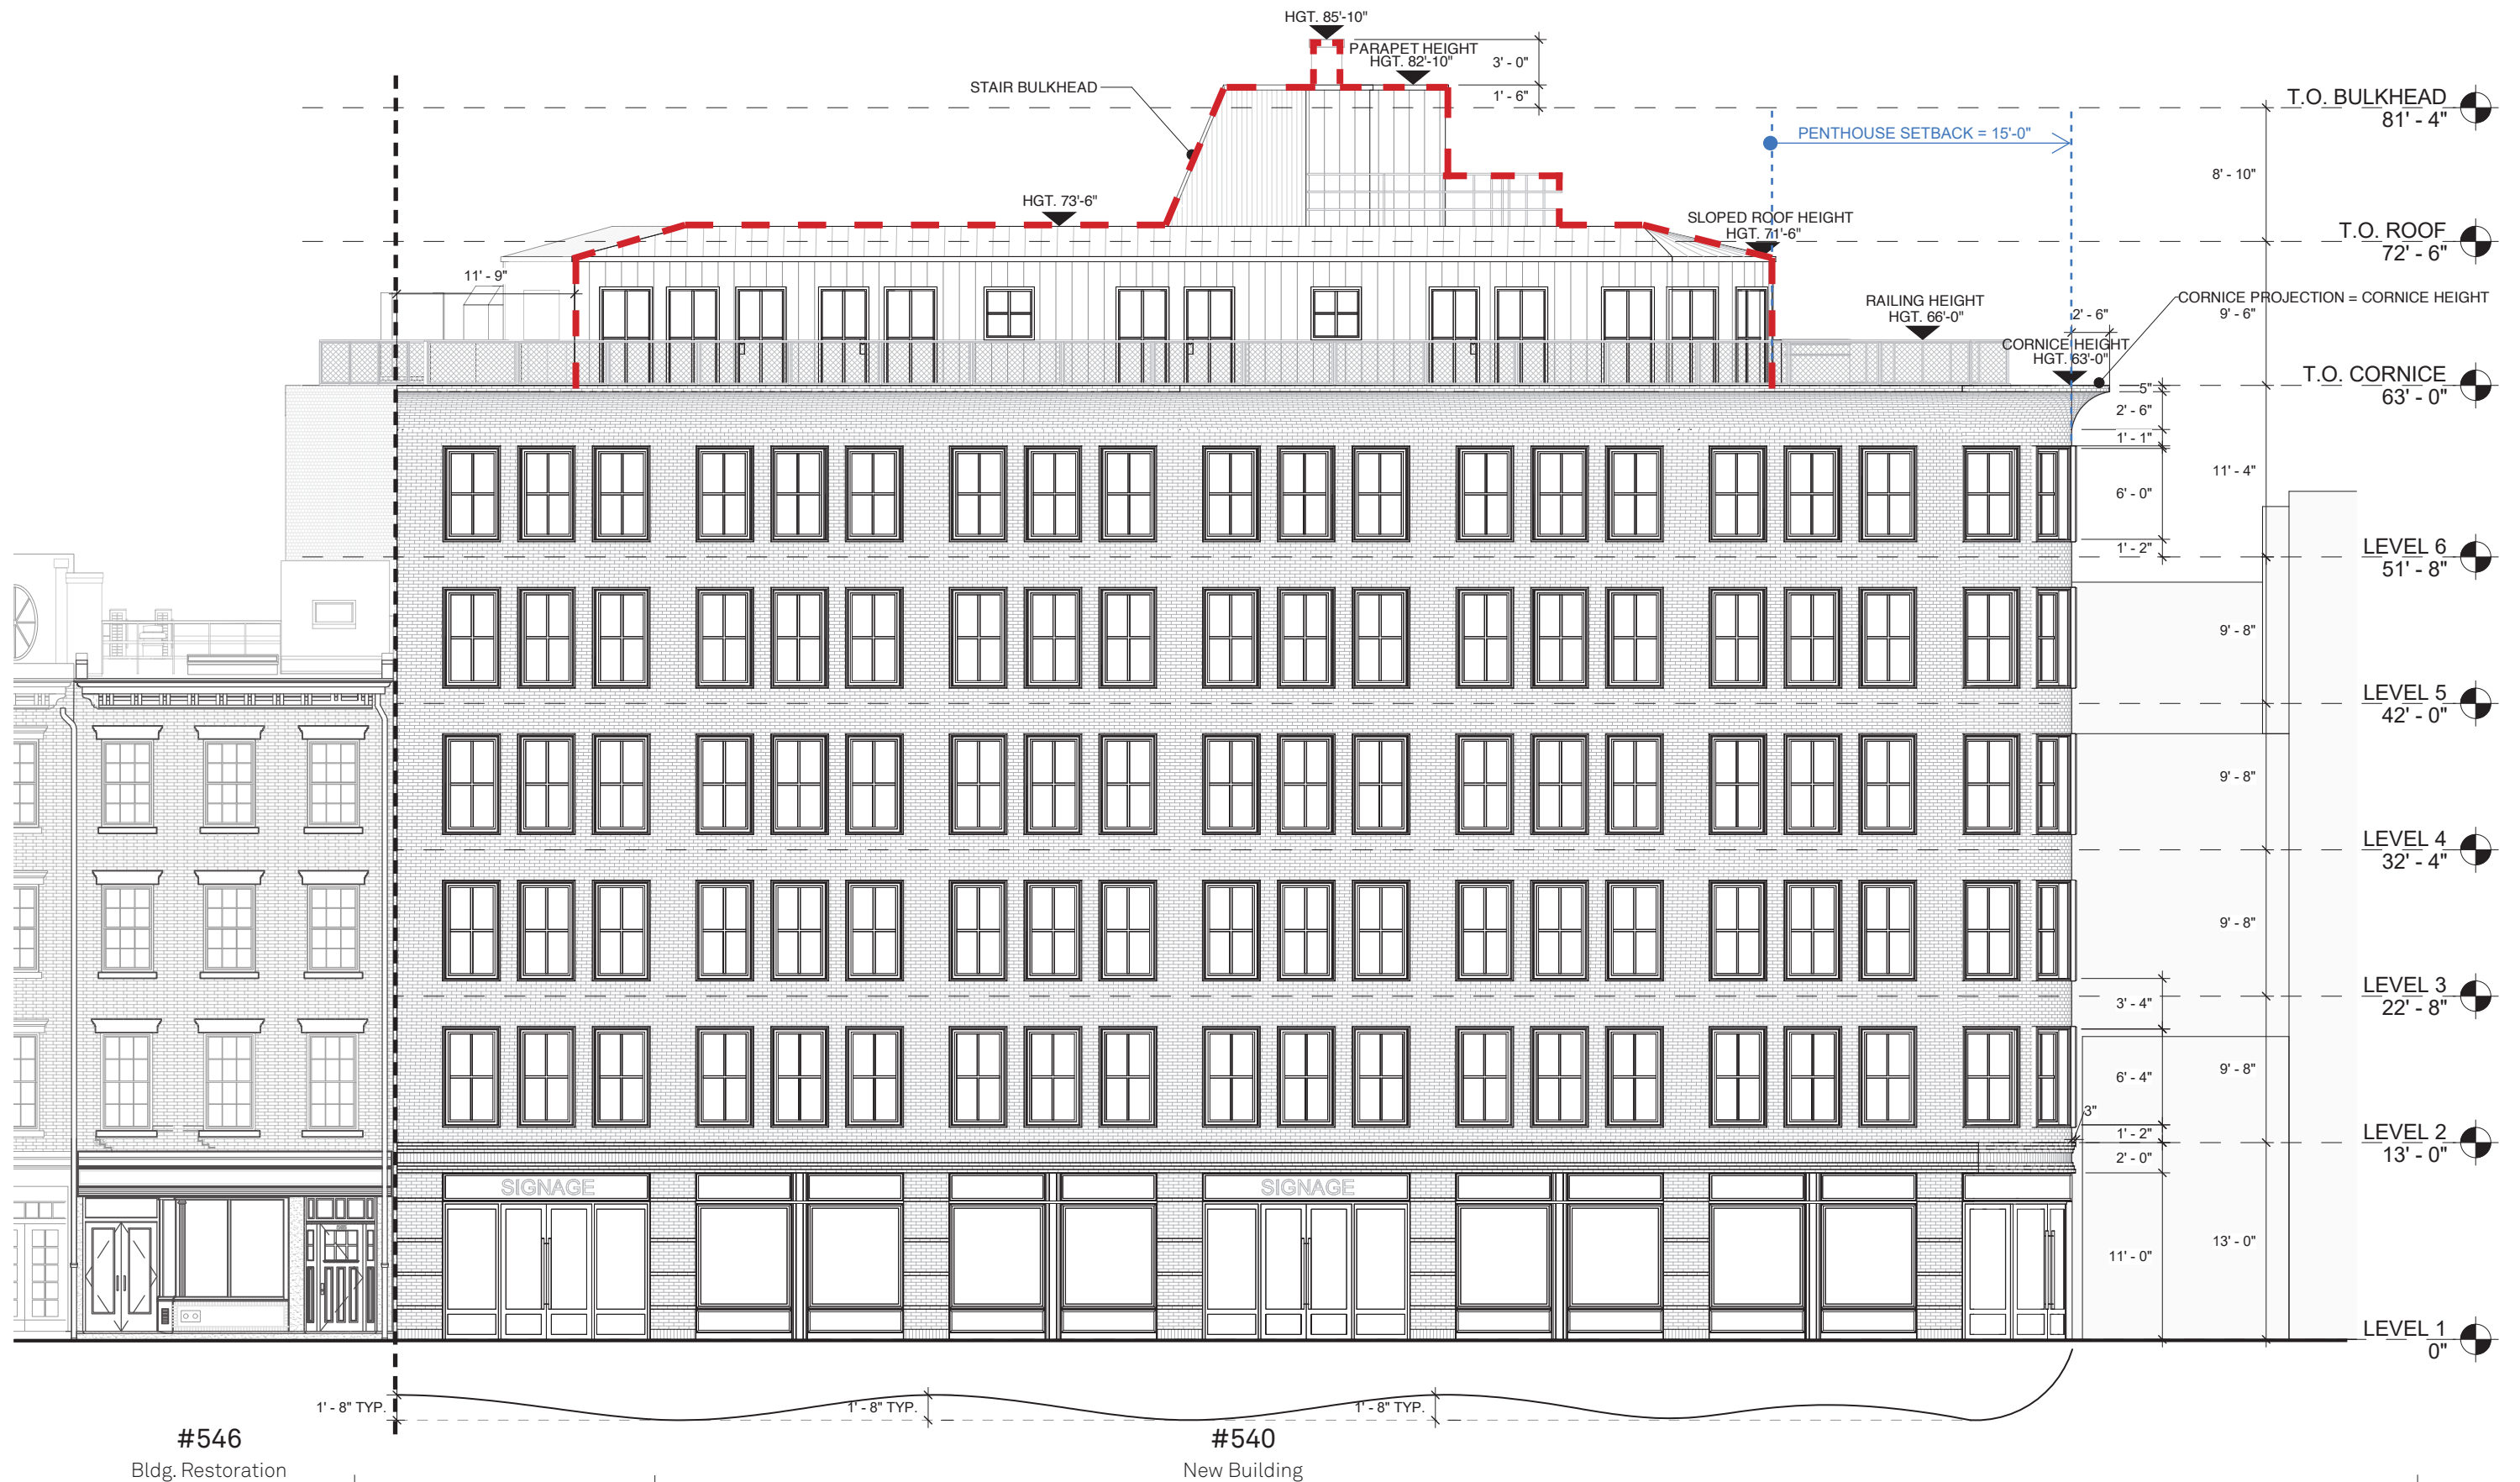 HGT. 85'-10"
PARAPET HEIGHT
HGT. 82'-10"
3' - 0"
STAIR BULKHEAD
1' - 6"
T.O. BULKHEAD
81' - 4"
PENTHOUSE SETBACK = 15'-0"
8' - 10"
HGT. 73'-6"
SLOPED ROOF HEIGHT
HGT. 71'-6"
T.O. ROOF
72' - 6"
11' - 9"
CORNICE PROJECTION = CORNICE HEIGHT
RAILING HEIGHT
HGT. 66'-0"
2' - 6"
9' - 6"
CORNICE HEIGHT
HGT. 63'-0"
T.O. CORNICE
63' - 0"
5"
2' - 6"
1' - 1"
11' - 4"
6' - 0"
1' - 2"
LEVEL 6
51' - 8"
9' - 8"
LEVEL 5
42' - 0"
9' - 8"
LEVEL 4
32' - 4"
9' - 8"
LEVEL 3
22' - 8"
3' - 4"
9' - 8"
6' - 4"
3"
1' - 2"
LEVEL 2
13' - 0"
2' - 0"
SIGNAGE
SIGNAGE
13' - 0"
11' - 0"
LEVEL 1
0"
1' - 8" TYP.
1' - 8" TYP.
1' - 8" TYP.
#546
Bldg. Restoration
#540
New Building